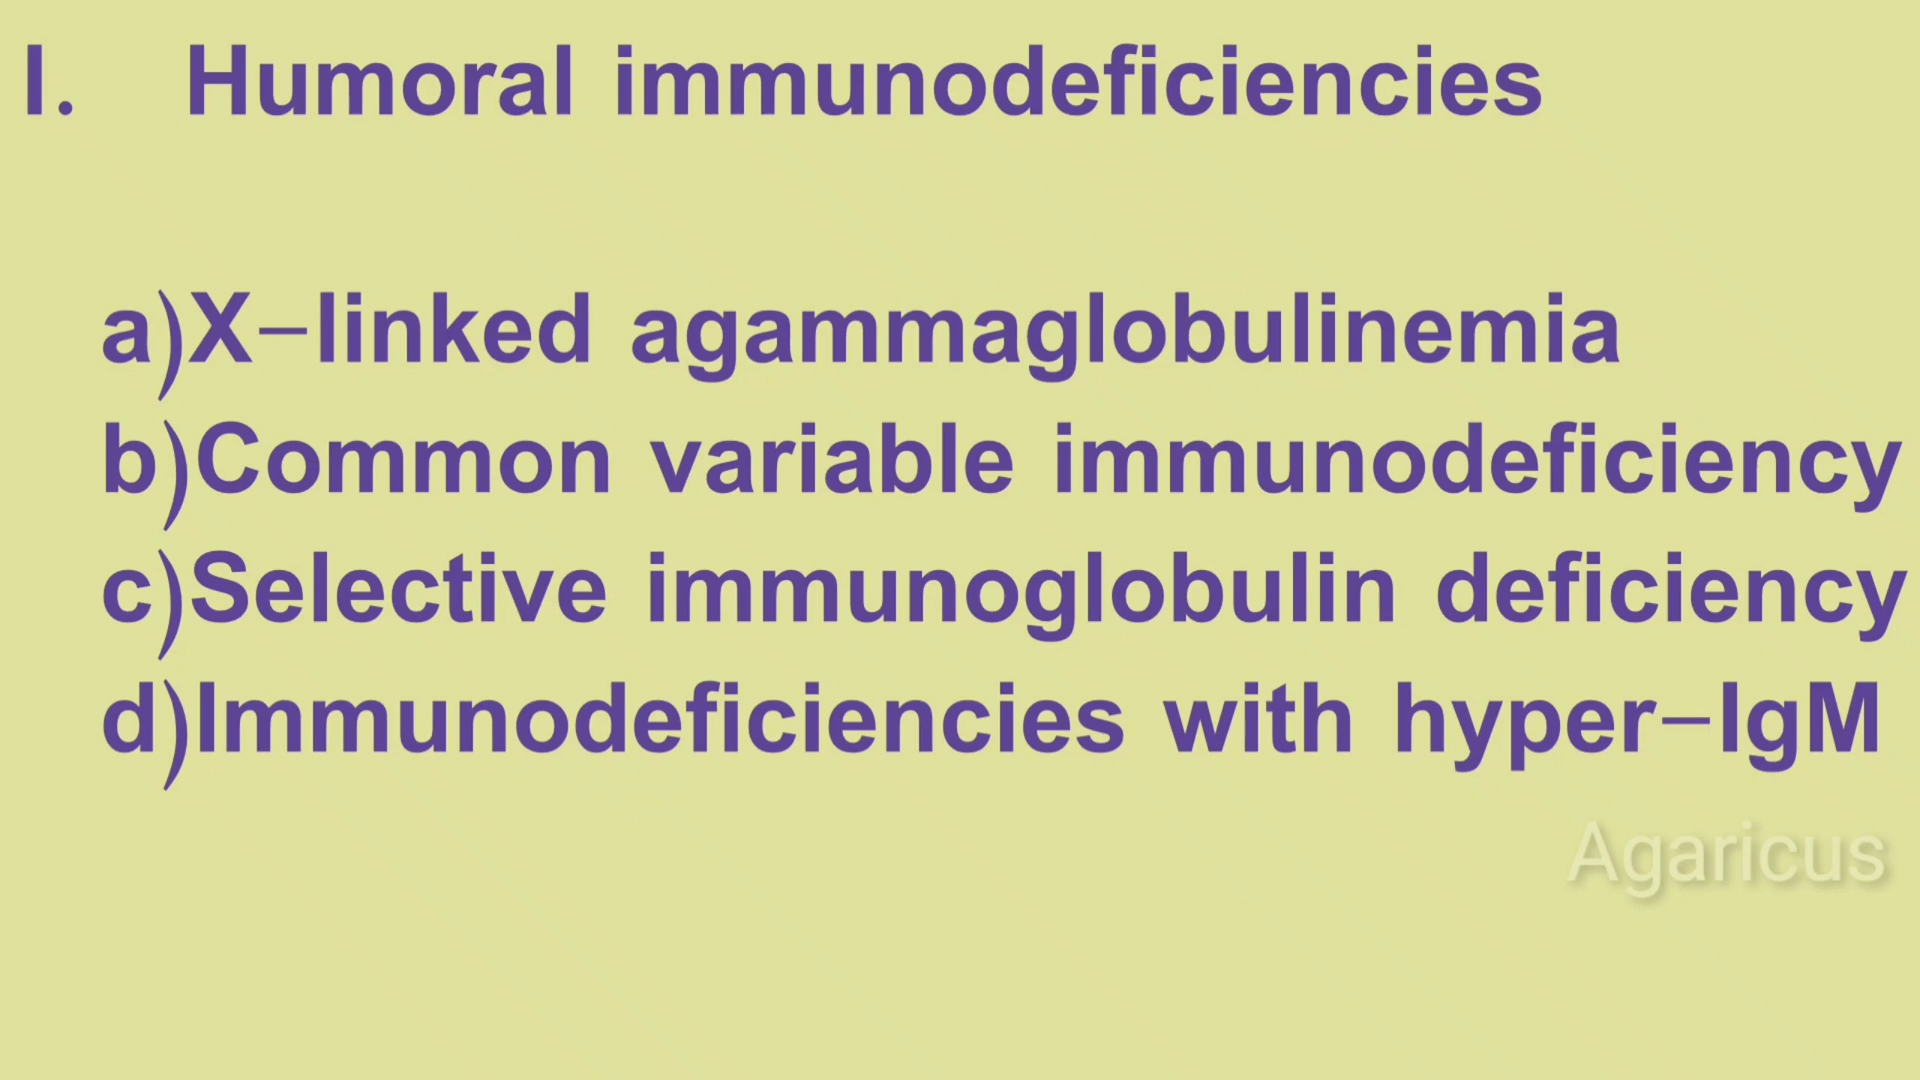 I. Humoral immunodeficiencies
a)X–linked agammaglobulinemia
b)Common variable immunodeficiency
c)Selective immunoglobulin deficiency
d)Immunodeficiencies with hyper–IgM
Agaricus